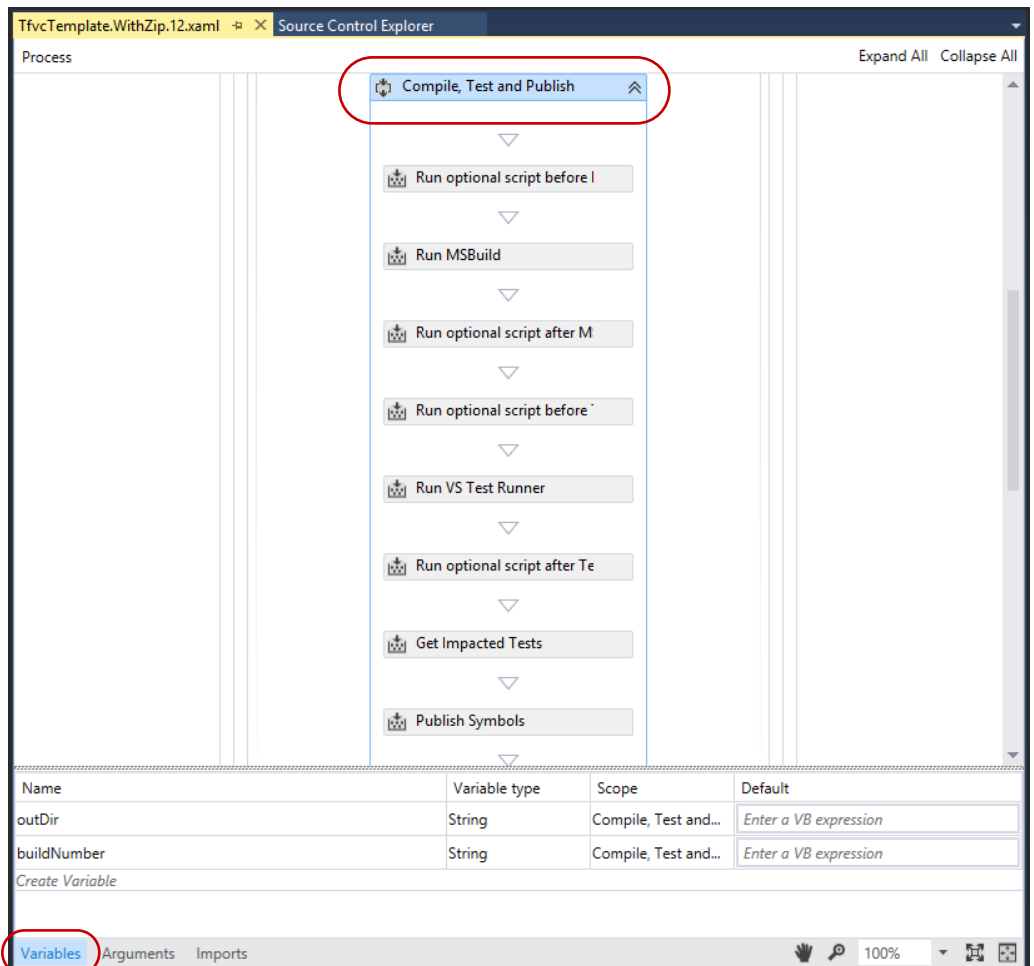 TfvcTemplate.WithZip.12.xaml Source Control Explorer
Process Expand All Collapse All
Compile, Test and Publish
Run optional script before
Run MSBuild
Run optional script after M
Run optional script before
Run VS Test Runner
Run optional script after Te
Get Impacted Tests
Publish Symbols
Name Variable type Scope Default
outDir String Compile, Test and... Enter a VB expression
buildNumber String Compile, Test and... Enter a VB expression
Create Variable
Variables Arguments Imports 100%